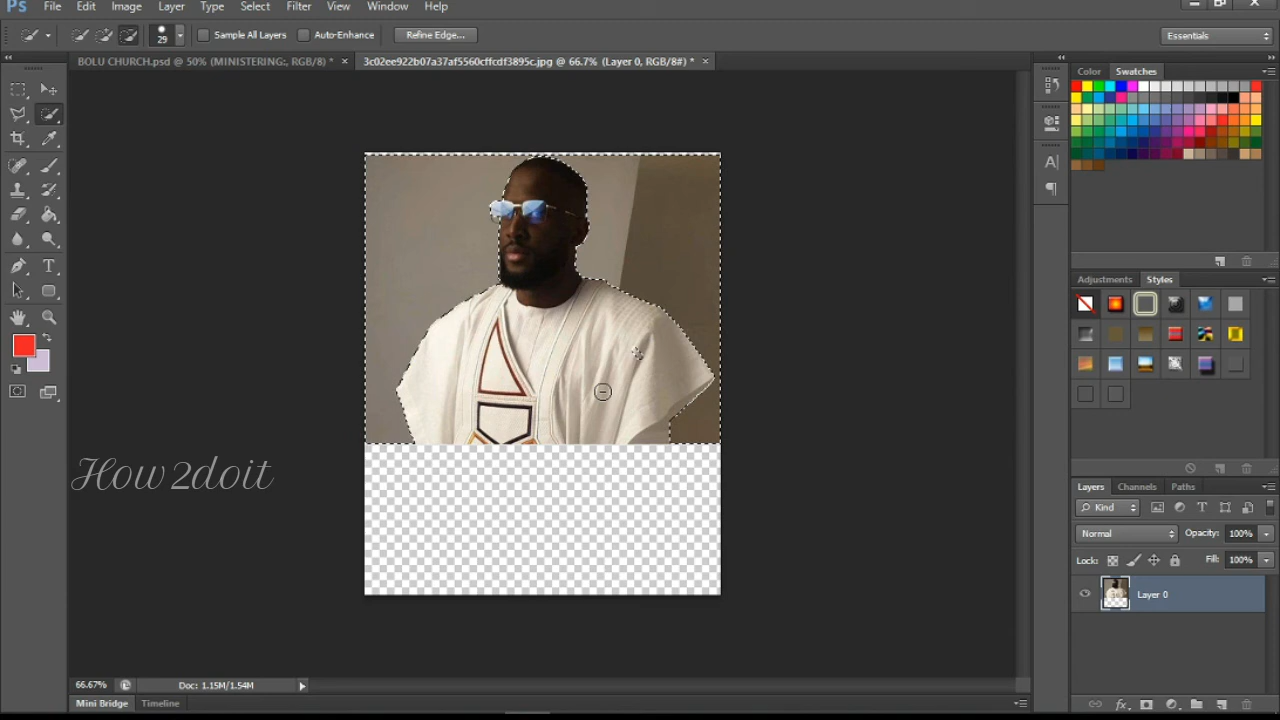 Ps File Edit Image Layer Type Select Filter View Window Help
29 Sample All Layers Auto-Enhance Refine Edge... Essentials
BOLU CHURCH.psd @ 50% (MINISTERING:, RGB/8) * × 3c02ee922b07a37af5560cffcdf3895c.jpg @ 66.7% (Layer 0, RGB/8#) * ×
Color Swatches
Adjustments Styles
How 2doit
Layers Channels Paths
Kind
Normal Opacity: 100%
Lock: Fill: 100%
Layer 0
66.67% Doc: 1.15M/1.54M
Mini Bridge Timeline